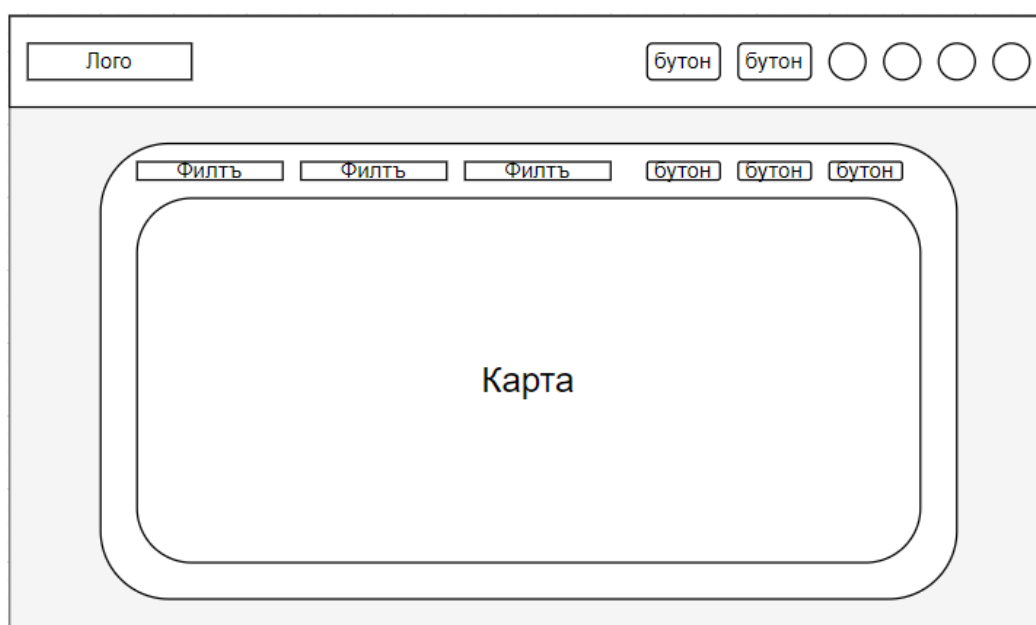 Лого
бутон
бутон
Филтъ
Филтъ
Филтъ
бутон
бутон
бутон
Карта